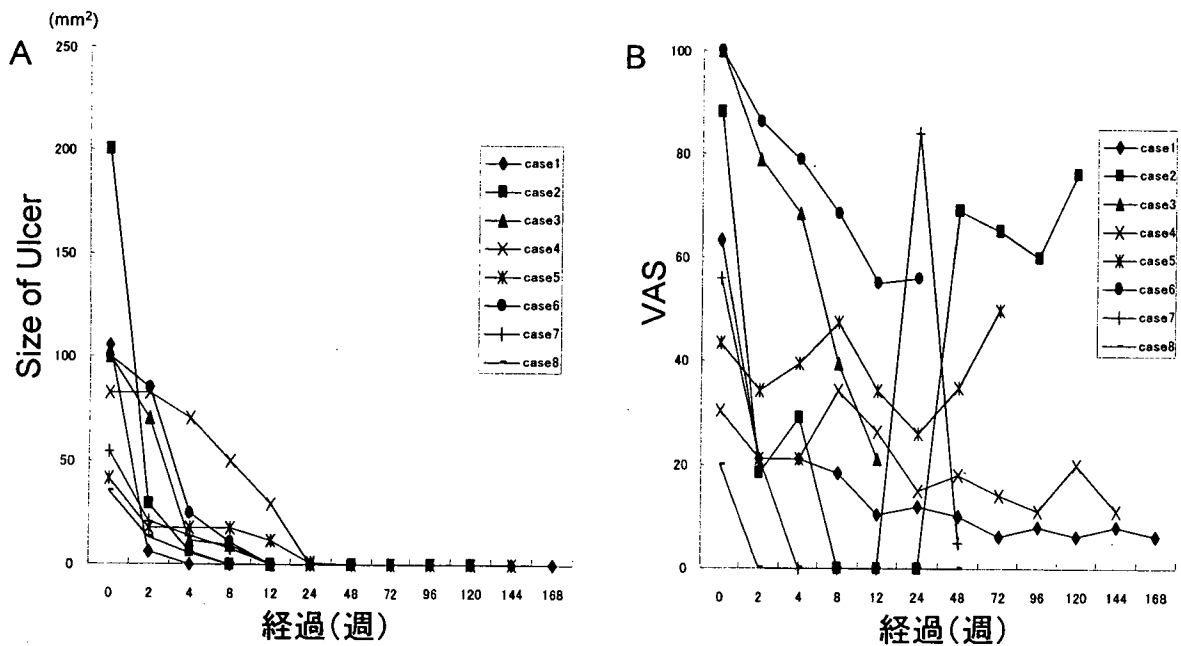 A
(mm²)
250
200
150
100
50
0
Size of Ulcer
0 2 4 8 12 24 48 72 96 120 144 168
経過(週)
case1
case2
case3
case4
case5
case6
case7
case8
B
100
80
60
40
20
0
VAS
0 2 4 8 12 24 48 72 96 120 144 168
経過(週)
case1
case2
case3
case4
case5
case6
case7
case8